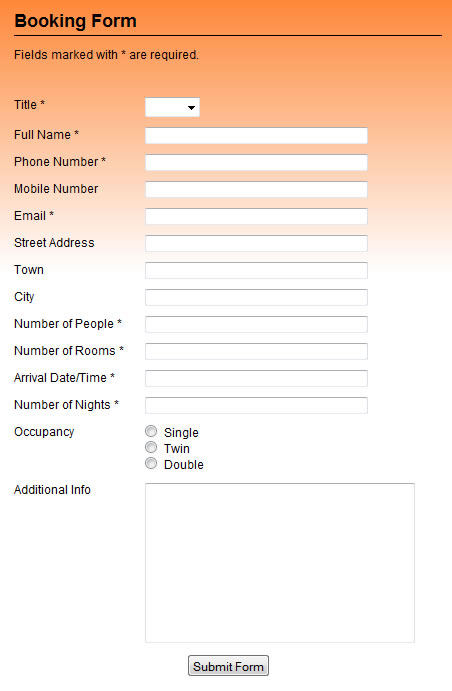 Booking Form
Fields marked with * are required.
Title *
Full Name *
Phone Number *
Mobile Number
Email *
Street Address
Town
City
Number of People *
Number of Rooms *
Arrival Date/Time *
Number of Nights *
Occupancy
Single
Twin
Double
Additional Info
Submit Form